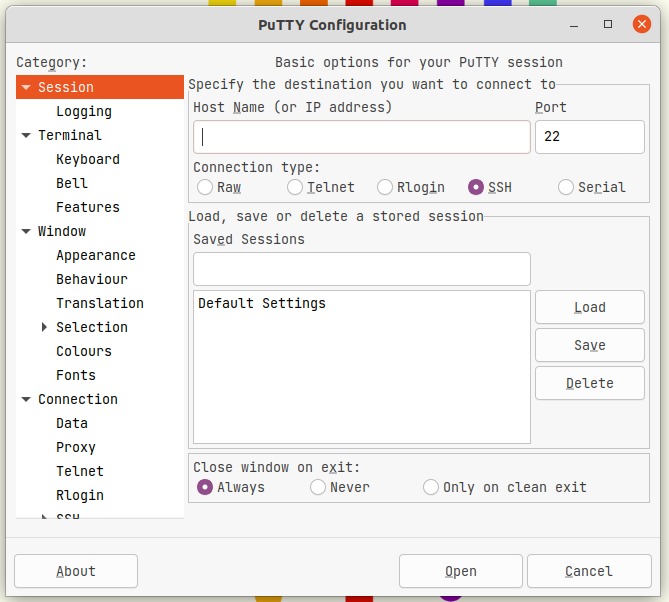 PuTTY Configuration
Category:
Session
Logging
Terminal
Keyboard
Bell
Features
Window
Appearance
Behaviour
Translation
Selection
Colours
Fonts
Connection
Data
Proxy
Telnet
Rlogin
SSH
Basic options for your PuTTY session
Specify the destination you want to connect to
Host Name (or IP address) Port
22
Connection type:
Raw Telnet Rlogin SSH Serial
Load, save or delete a stored session
Saved Sessions
Default Settings
Load
Save
Delete
Close window on exit:
Always Never Only on clean exit
About Open Cancel